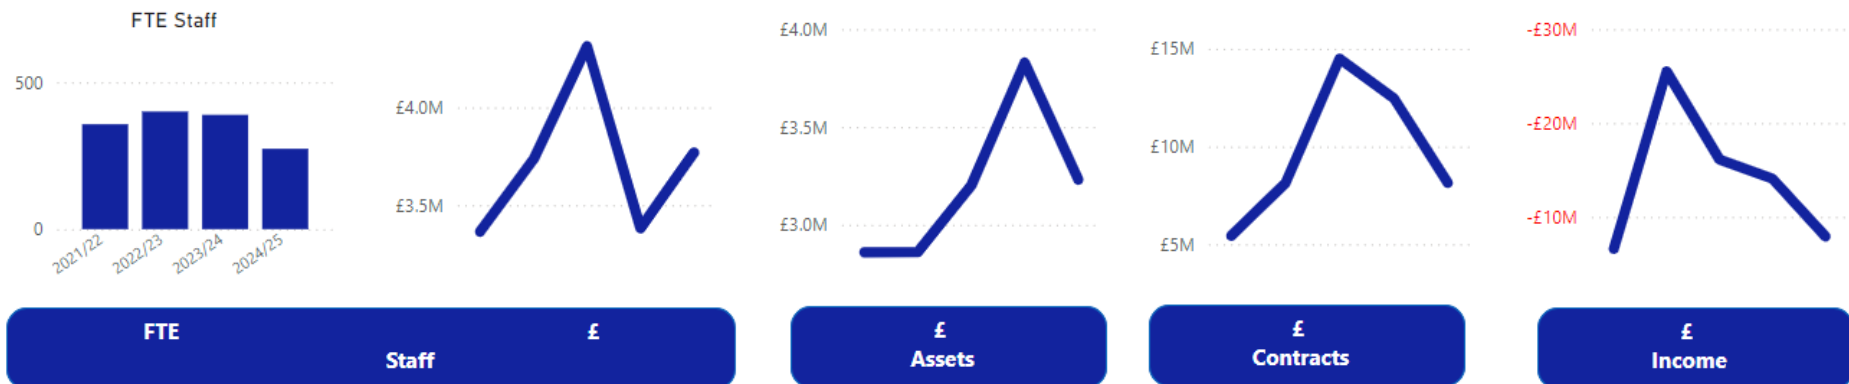 FTE Staff
500
0
2021/22
2022/23
2023/24
2024/25
£4.0M
£3.5M
£4.0M
£3.5M
£3.0M
£15M
£10M
£5M
-£30M
-£20M
-£10M
FTE £
Staff
£
Assets
£
Contracts
£
Income